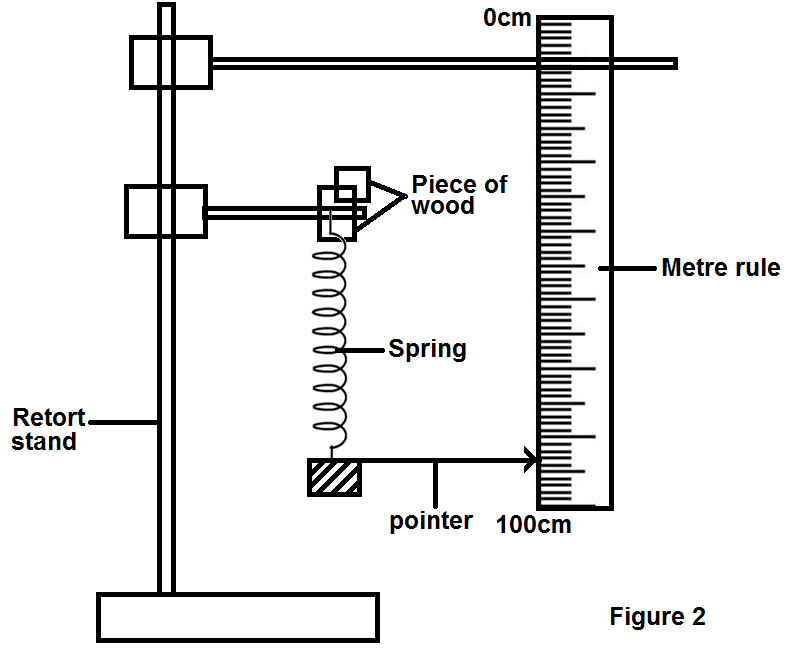 0cm
Piece of
wood
Metre rule
Spring
Retort
stand
pointer
100cm
Figure 2